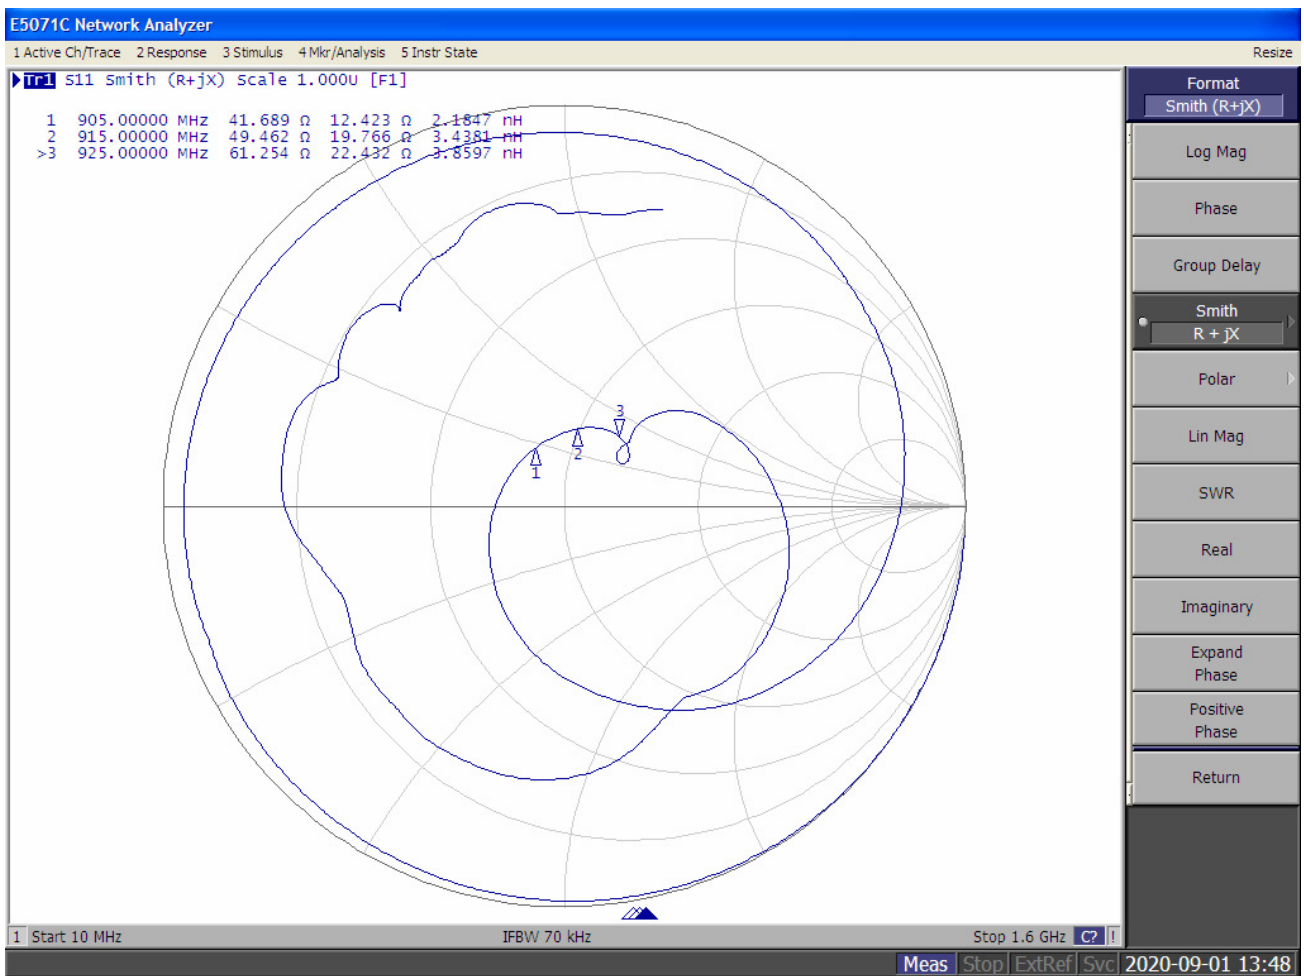 E5071C Network Analyzer
1 Active Ch/Trace 2 Response 3 Stimulus 4 Mkr/Analysis 5 Instr State Resize
Tr1 S11 Smith (R+jX) Scale 1.000U [F1]
1 905.00000 MHz 41.689 Ω 12.423 Ω 2.1847 nH
2 915.00000 MHz 49.462 Ω 19.766 Ω 3.4381 nH
>3 925.00000 MHz 61.254 Ω 22.432 Ω 3.8597 nH
3
2
1
Format
Smith (R+jX)
Log Mag
Phase
Group Delay
Smith
R + jX
Polar
Lin Mag
SWR
Real
Imaginary
Expand
Phase
Positive
Phase
Return
1 Start 10 MHz IFBW 70 kHz Stop 1.6 GHz C? !
Meas Stop ExtRef Svc 2020-09-01 13:48